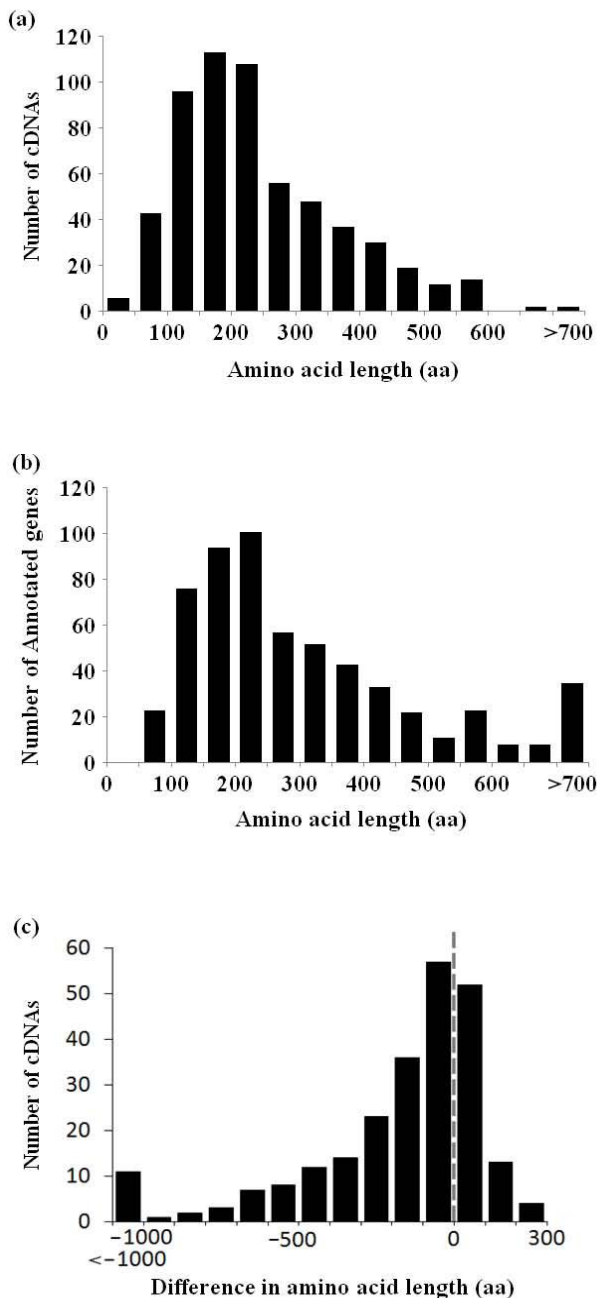 (a)
120
100
80
60
40
20
0
Number of cDNAs
0 100 200 300 400 500 600 >700
Amino acid length (aa)
(b)
120
100
80
60
40
20
0
Number of Annotated genes
0 100 200 300 400 500 600 >700
Amino acid length (aa)
(c)
60
50
40
30
20
10
0
Number of cDNAs
−1000 −500 0 300
<−1000
Difference in amino acid length (aa)